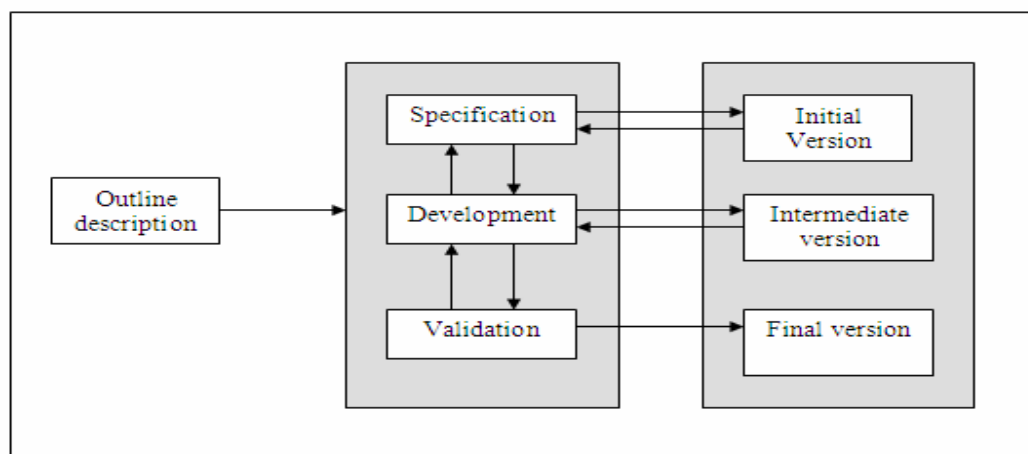 Outline
description
Specification
Development
Validation
Initial
Version
Intermediate
version
Final version